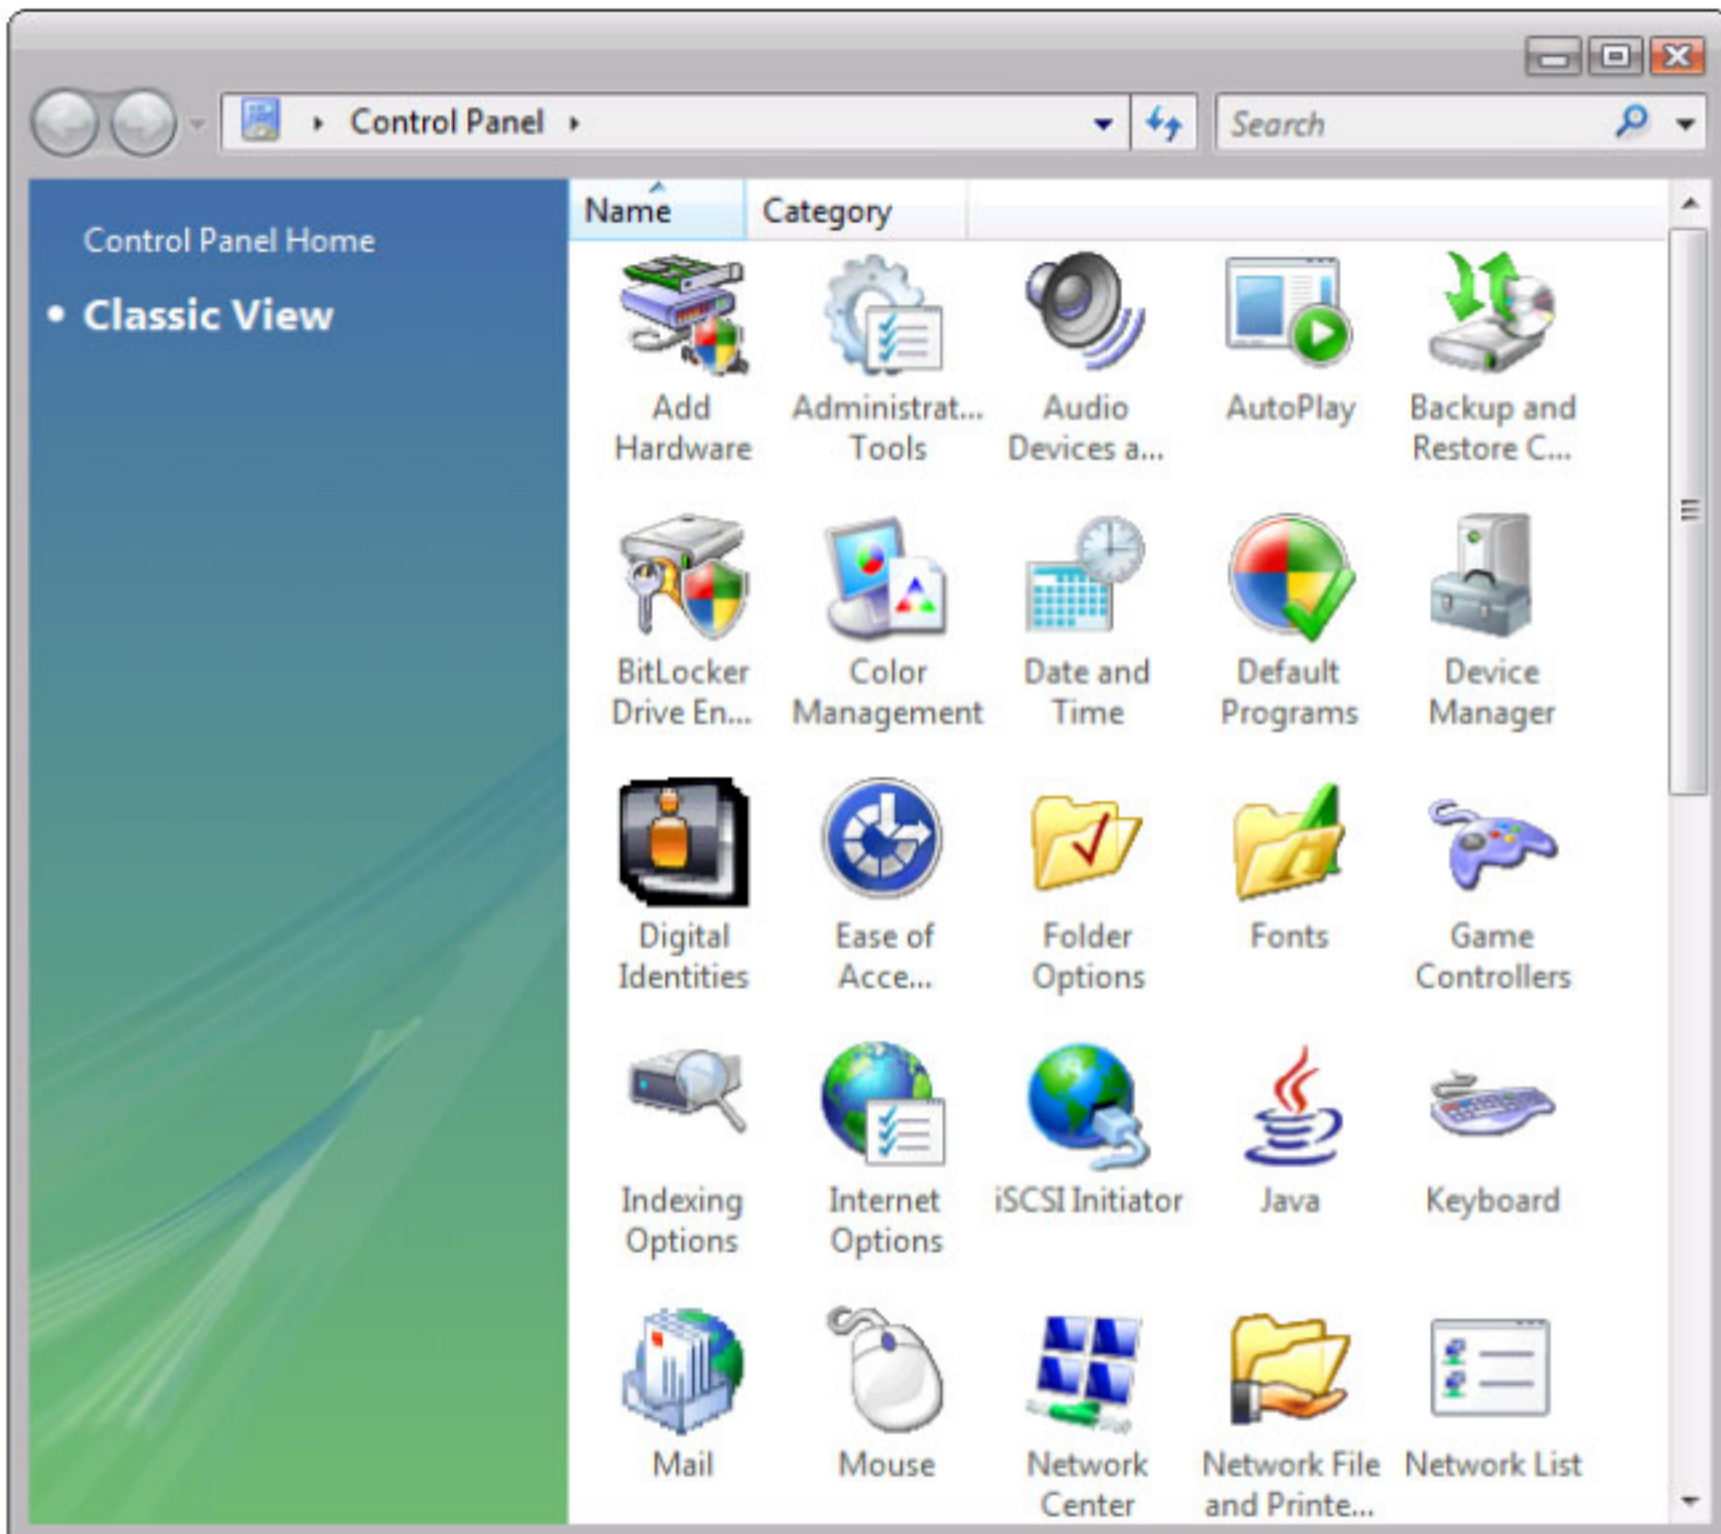 Control Panel
Search
Control Panel Home
Classic View
Name Category
Add Hardware
Administrat... Tools
Audio Devices a...
AutoPlay
Backup and Restore C...
BitLocker Drive En...
Color Management
Date and Time
Default Programs
Device Manager
Digital Identities
Ease of Acce...
Folder Options
Fonts
Game Controllers
Indexing Options
Internet Options
iSCSI Initiator
Java
Keyboard
Mail
Mouse
Network Center
Network File and Printe...
Network List